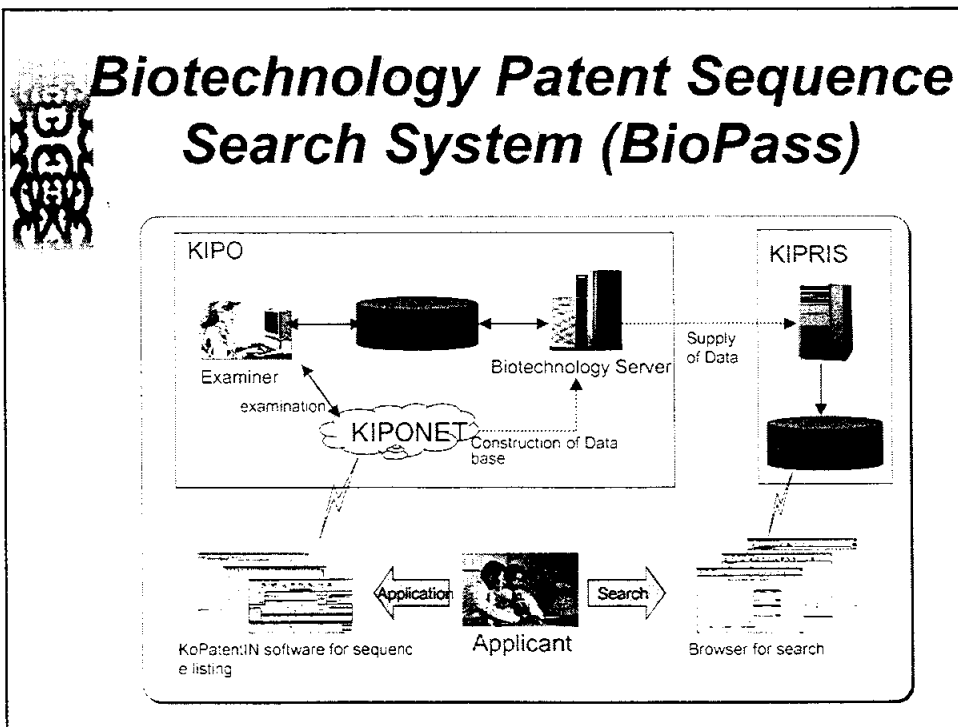 Biotechnology Patent Sequence
Search System (BioPass)
KIPO
KIPRIS
Examiner
Biotechnology Server
Supply
of Data
examination
KIPONET
Construction of Data
base
Application
Search
Applicant
KoPatentIN software for sequenc
e listing
Browser for search